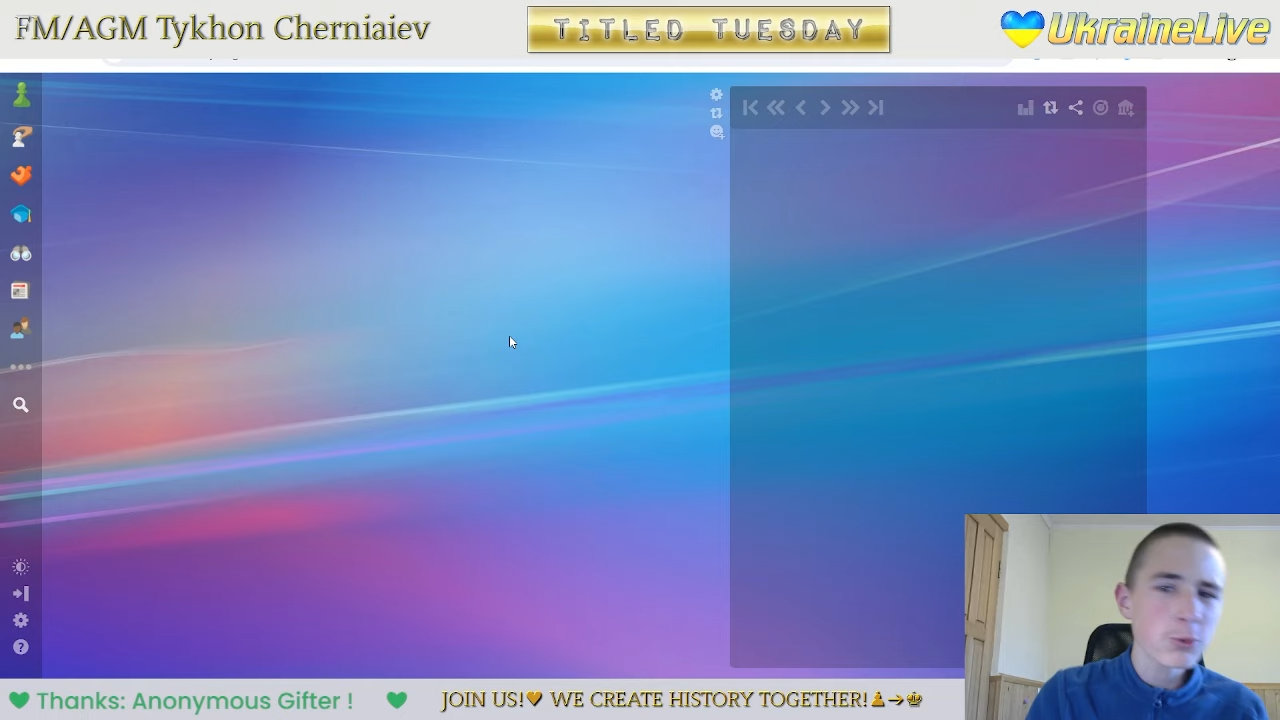 FM/AGM Tykhon Cherniaiev
TITLED TUESDAY
UkraineLive
Thanks: Anonymous Gifter !
JOIN US!🧡 WE CREATE HISTORY TOGETHER!♟→♚